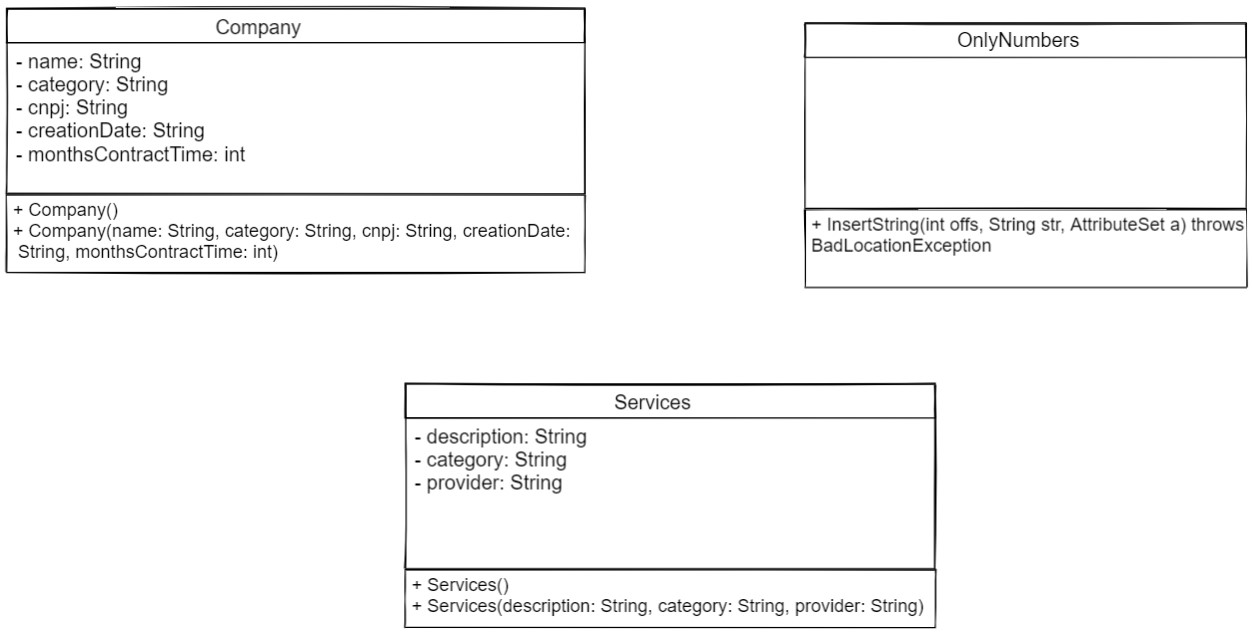 Company
- name: String
- category: String
- cnpj: String
- creationDate: String
- monthsContractTime: int
+ Company()
+ Company(name: String, category: String, cnpj: String, creationDate:
String, monthsContractTime: int)
OnlyNumbers
+ InsertString(int offs, String str, AttributeSet a) throws
BadLocationException
Services
- description: String
- category: String
- provider: String
+ Services()
+ Services(description: String, category: String, provider: String)